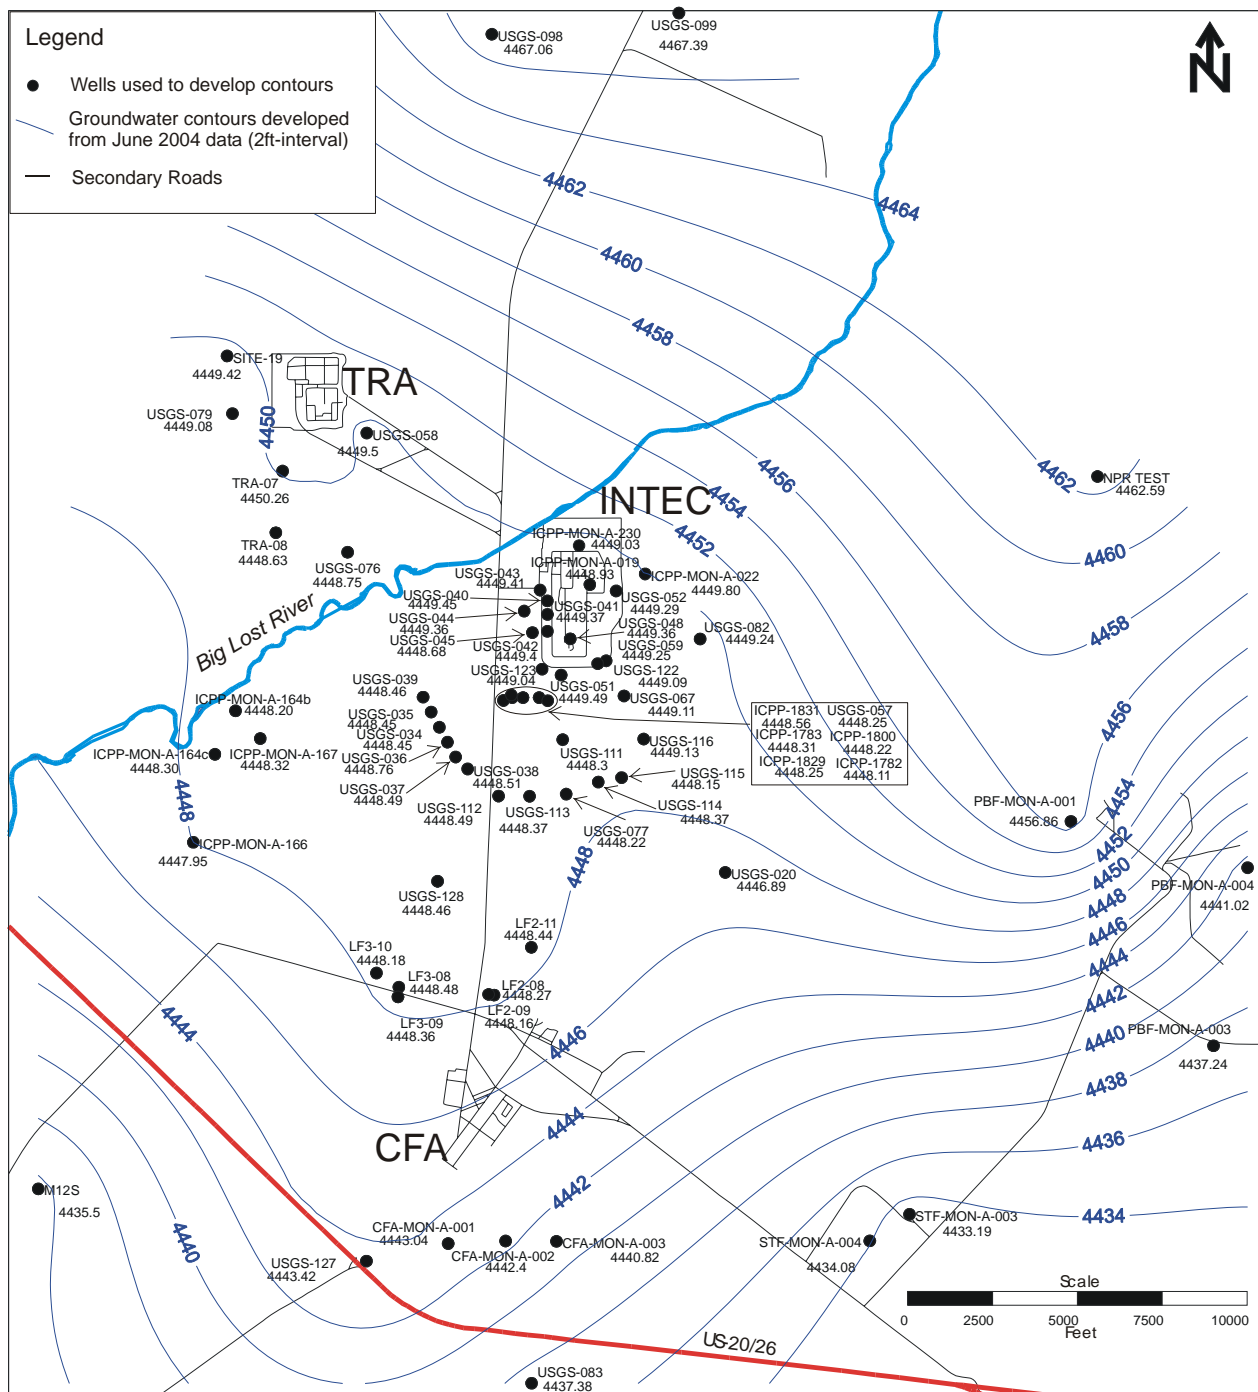 Legend
Wells used to develop contours
Groundwater contours developed
from June 2004 data (2ft-interval)
Secondary Roads
USGS-098
4467.06
USGS-099
4467.39
N
4462
4464
4460
4458
SITE-19
4449.42
TRA
USGS-079
4449.08
4450
USGS-058
4449.5
TRA-07
4450.26
4456
4454
4462
NPR TEST
4462.59
INTEC
4452
TRA-08
4448.63
USGS-076
4448.75
ICPP-MON-A-230
4449.03
ICPP-MON-A-019
4448.93
ICPP-MON-A-022
4449.80
4460
USGS-043
4449.41
USGS-040
4449.45
USGS-044
4449.36
USGS-045
4448.68
USGS-041
4449.37
USGS-052
4449.29
USGS-048
4449.36
USGS-059
4449.25
USGS-042
4449.4
USGS-082
4449.24
4458
Big Lost River
USGS-123
4449.04
USGS-122
4449.09
USGS-051
4449.49
USGS-067
4449.11
USGS-039
4448.46
USGS-035
4448.45
USGS-034
4448.45
USGS-036
4448.76
USGS-037
4448.49
ICPP-MON-A-164b
4448.20
ICPP-MON-A-164c
4448.30
ICPP-MON-A-167
4448.32
ICPP-1831 USGS-057
4448.56 4448.25
ICPP-1783 ICPP-1800
4448.31 4448.22
ICPP-1829 ICPP-1782
4448.25 4448.11
4456
USGS-111
4448.3
USGS-116
4449.13
USGS-038
4448.51
USGS-115
4448.15
USGS-112
4448.49
USGS-113
4448.37
USGS-114
4448.37
USGS-077
4448.22
4448
PBF-MON-A-001
4456.86
4454
4452
4450
4448
4446
4444
4442
4440
4438
4436
4434
ICPP-MON-A-166
4447.95
4448
USGS-020
4446.89
PBF-MON-A-004
4441.02
USGS-128
4448.46
LF2-11
4448.44
LF3-10
4448.18
LF3-08
4448.48
LF3-09
4448.36
LF2-08
4448.27
LF2-09
4448.16
4444
4446
PBF-MON-A-003
4437.24
4444
CFA
4442
M12S
4435.5
4440
CFA-MON-A-001
4443.04
CFA-MON-A-002
4442.4
CFA-MON-A-003
4440.82
USGS-127
4443.42
STF-MON-A-003
4433.19
STF-MON-A-004
4434.08
Scale
0 2500 5000 7500 10000
Feet
US-20/26
USGS-083
4437.38